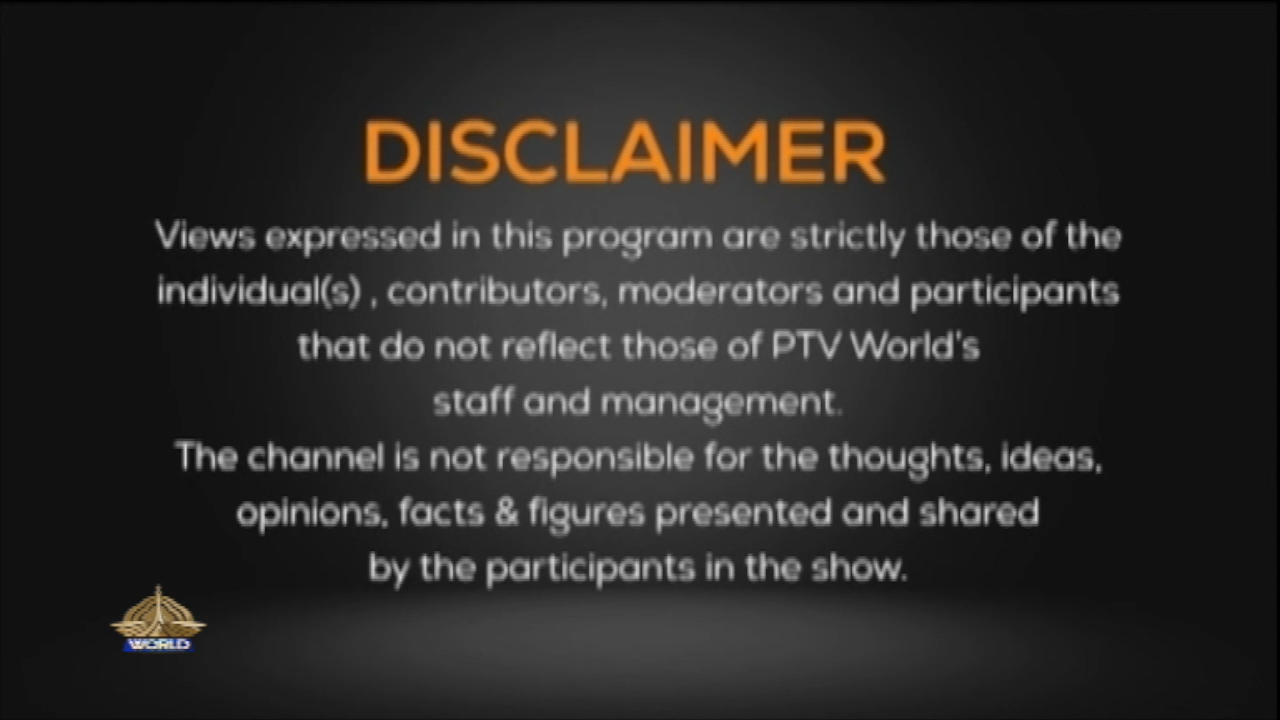 DISCLAIMER
Views expressed in this program are strictly those of the
individual(s) , contributors, moderators and participants
that do not reflect those of PTV World's
staff and management.
The channel is not responsible for the thoughts, ideas,
opinions, facts & figures presented and shared
by the participants in the show.
WORLD